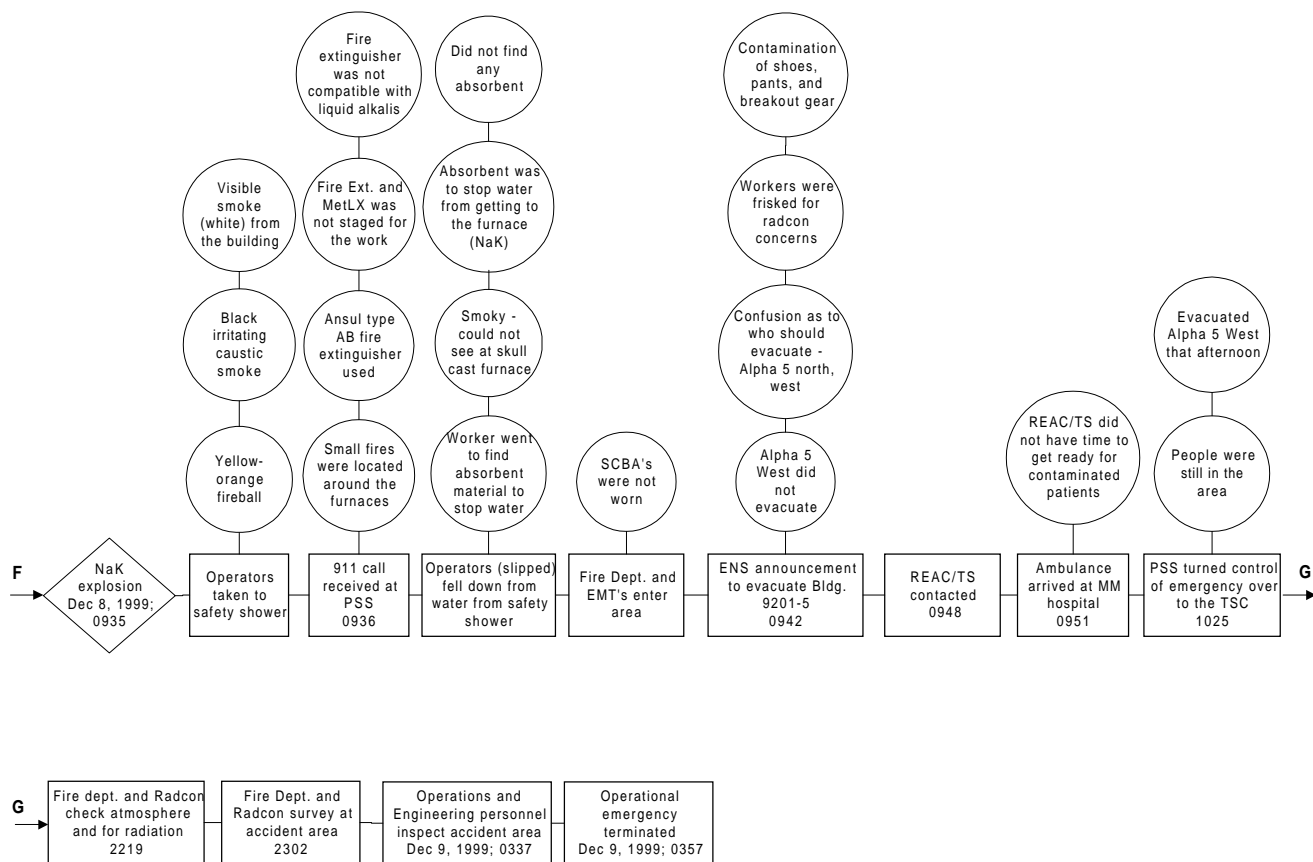 Fire
extinguisher
was not
compatible with
liquid alkalis
Did not find
any
absorbent
Contamination
of shoes,
pants, and
breakout gear
Visible
smoke
(white) from
the building
Fire Ext. and
MetLX was
not staged for
the work
Absorbent was
to stop water
from getting to
the furnace
(NaK)
Workers were
frisked for
radcon
concerns
Black
irritating
caustic
smoke
Ansul type
AB fire
extinguisher
used
Smoky -
could not
see at skull
cast furnace
Confusion as to
who should
evacuate -
Alpha 5 north,
west
Evacuated
Alpha 5 West
that afternoon
Yellow-
orange
fireball
Small fires
were located
around the
furnaces
Worker went
to find
absorbent
material to
stop water
SCBA's
were not
worn
Alpha 5
West did not
evacuate
REAC/TS did
not have time to
get ready for
contaminated
patients
People were
still in the
area
F
NaK
explosion
Dec 8, 1999;
0935
Operators
taken to
safety shower
911 call
received at
PSS
0936
Operators (slipped)
fell down from
water from safety
shower
Fire Dept. and
EMT's enter
area
ENS announcement
to evacuate Bldg.
9201-5
0942
REAC/TS
contacted
0948
Ambulance
arrived at MM
hospital
0951
PSS turned control
of emergency over
to the TSC
1025
G
G
Fire dept. and Radcon
check atmosphere
and for radiation
2219
Fire Dept. and
Radcon survey at
accident area
2302
Operations and
Engineering personnel
inspect accident area
Dec 9, 1999; 0337
Operational
emergency
terminated
Dec 9, 1999; 0357